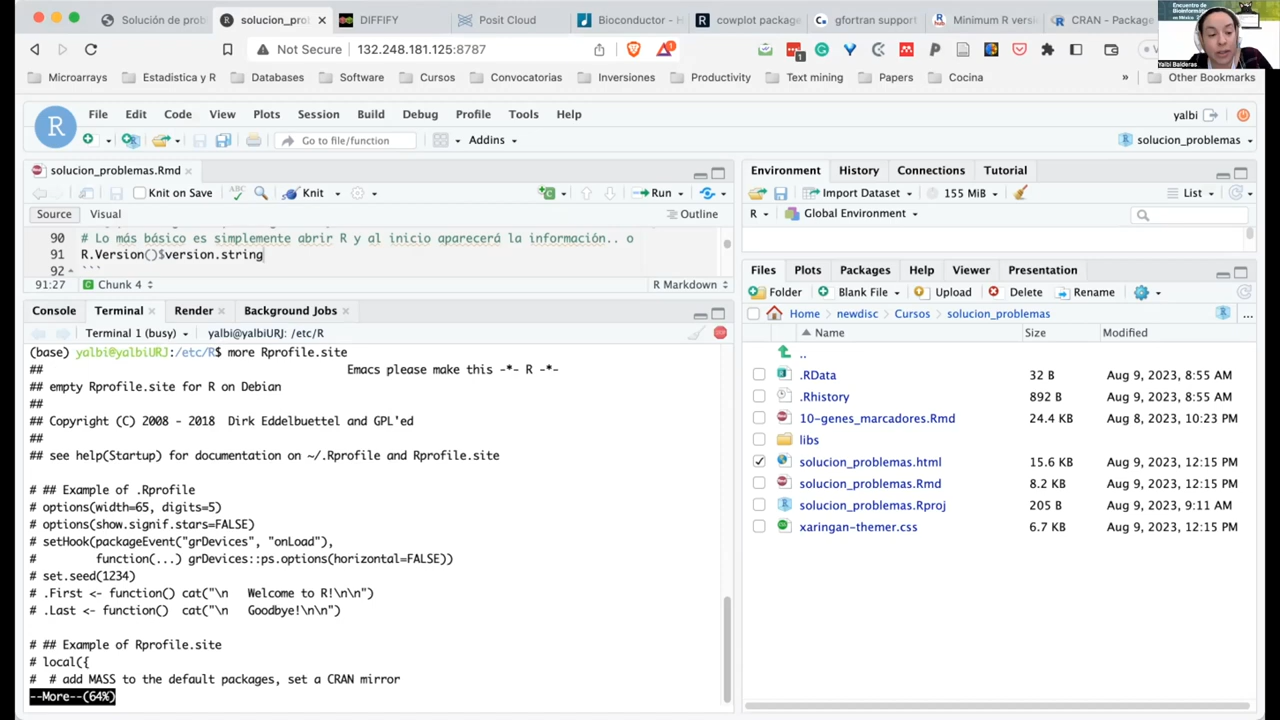 Solución de prob
solucion_pro
DIFFIFY
Posit Cloud
Bioconductor - H
cowplot package
gfortran support
Minimum R versi
CRAN - Package
Not Secure
132.248.181.125:8787
Encuentro de Bioinformática en México
Yalbi Balderas
Microarrays
Estadistica y R
Databases
Software
Cursos
Convocatorias
Inversiones
Productivity
Text mining
Papers
Cocina
»
Other Bookmarks
File Edit Code View Plots Session Build Debug Profile Tools Help
yalbi
Go to file/function
Addins
solucion_problemas
solucion_problemas.Rmd
Knit on Save
ABC
Knit
Run
Source Visual
Outline
90 # Lo más básico es simplemente abrir R y al inicio aparecerá la información.. o
91 R.Version()$version.string
92 ```
91:27 Chunk 4
R Markdown
Console Terminal Render Background Jobs
Terminal 1 (busy) yalbi@yalbiURJ: /etc/R
(base) yalbi@yalbiURJ:/etc/R$ more Rprofile.site
## Emacs please make this -*- R -*-
## empty Rprofile.site for R on Debian
##
## Copyright (C) 2008 - 2018 Dirk Eddelbuettel and GPL'ed
##
## see help(Startup) for documentation on ~/.Rprofile and Rprofile.site
# ## Example of .Rprofile
# options(width=65, digits=5)
# options(show.signif.stars=FALSE)
# setHook(packageEvent("grDevices", "onLoad"),
# function(...) grDevices::ps.options(horizontal=FALSE))
# set.seed(1234)
# .First <- function() cat("\n Welcome to R!\n\n")
# .Last <- function() cat("\n Goodbye!\n\n")
# ## Example of Rprofile.site
# local({
# # add MASS to the default packages, set a CRAN mirror
--More--(64%)
Environment History Connections Tutorial
Import Dataset 155 MiB List
R Global Environment
Files Plots Packages Help Viewer Presentation
Folder Blank File Upload Delete Rename
Home newdisc Cursos solucion_problemas ...
Name Size Modified
..
.RData 32 B Aug 9, 2023, 8:55 AM
.Rhistory 892 B Aug 9, 2023, 8:55 AM
10-genes_marcadores.Rmd 24.4 KB Aug 8, 2023, 10:23 PM
libs
solucion_problemas.html 15.6 KB Aug 9, 2023, 12:15 PM
solucion_problemas.Rmd 8.2 KB Aug 9, 2023, 12:15 PM
solucion_problemas.Rproj 205 B Aug 9, 2023, 9:11 AM
xaringan-themer.css 6.7 KB Aug 9, 2023, 12:15 PM